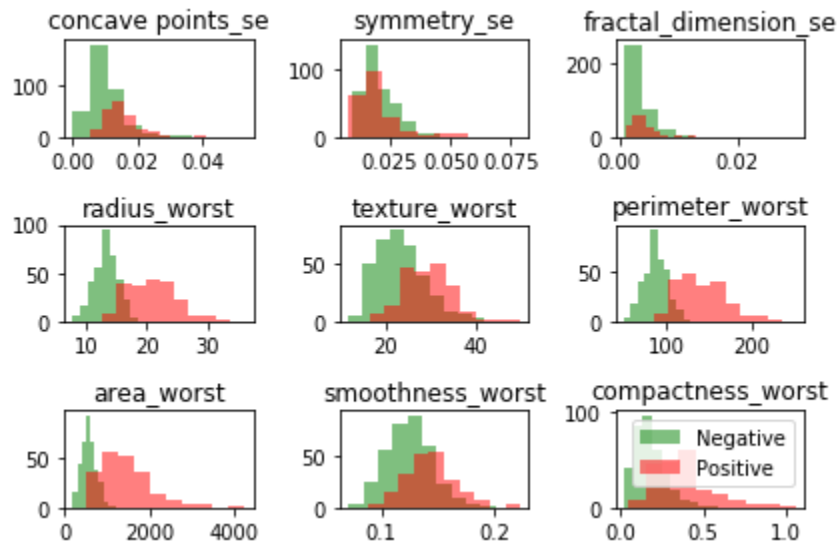 concave points_se symmetry_se fractal_dimension_se
100 100 200
0 0 0
0.00 0.02 0.04 0.025 0.050 0.075 0.00 0.02
radius_worst texture_worst perimeter_worst
100
50 50 50
0 0 0
10 20 30 20 40 100 200
area_worst smoothness_worst compactness_worst
100
Negative
50 50 Positive
0 0 0
0 2000 4000 0.1 0.2 0.0 0.5 1.0